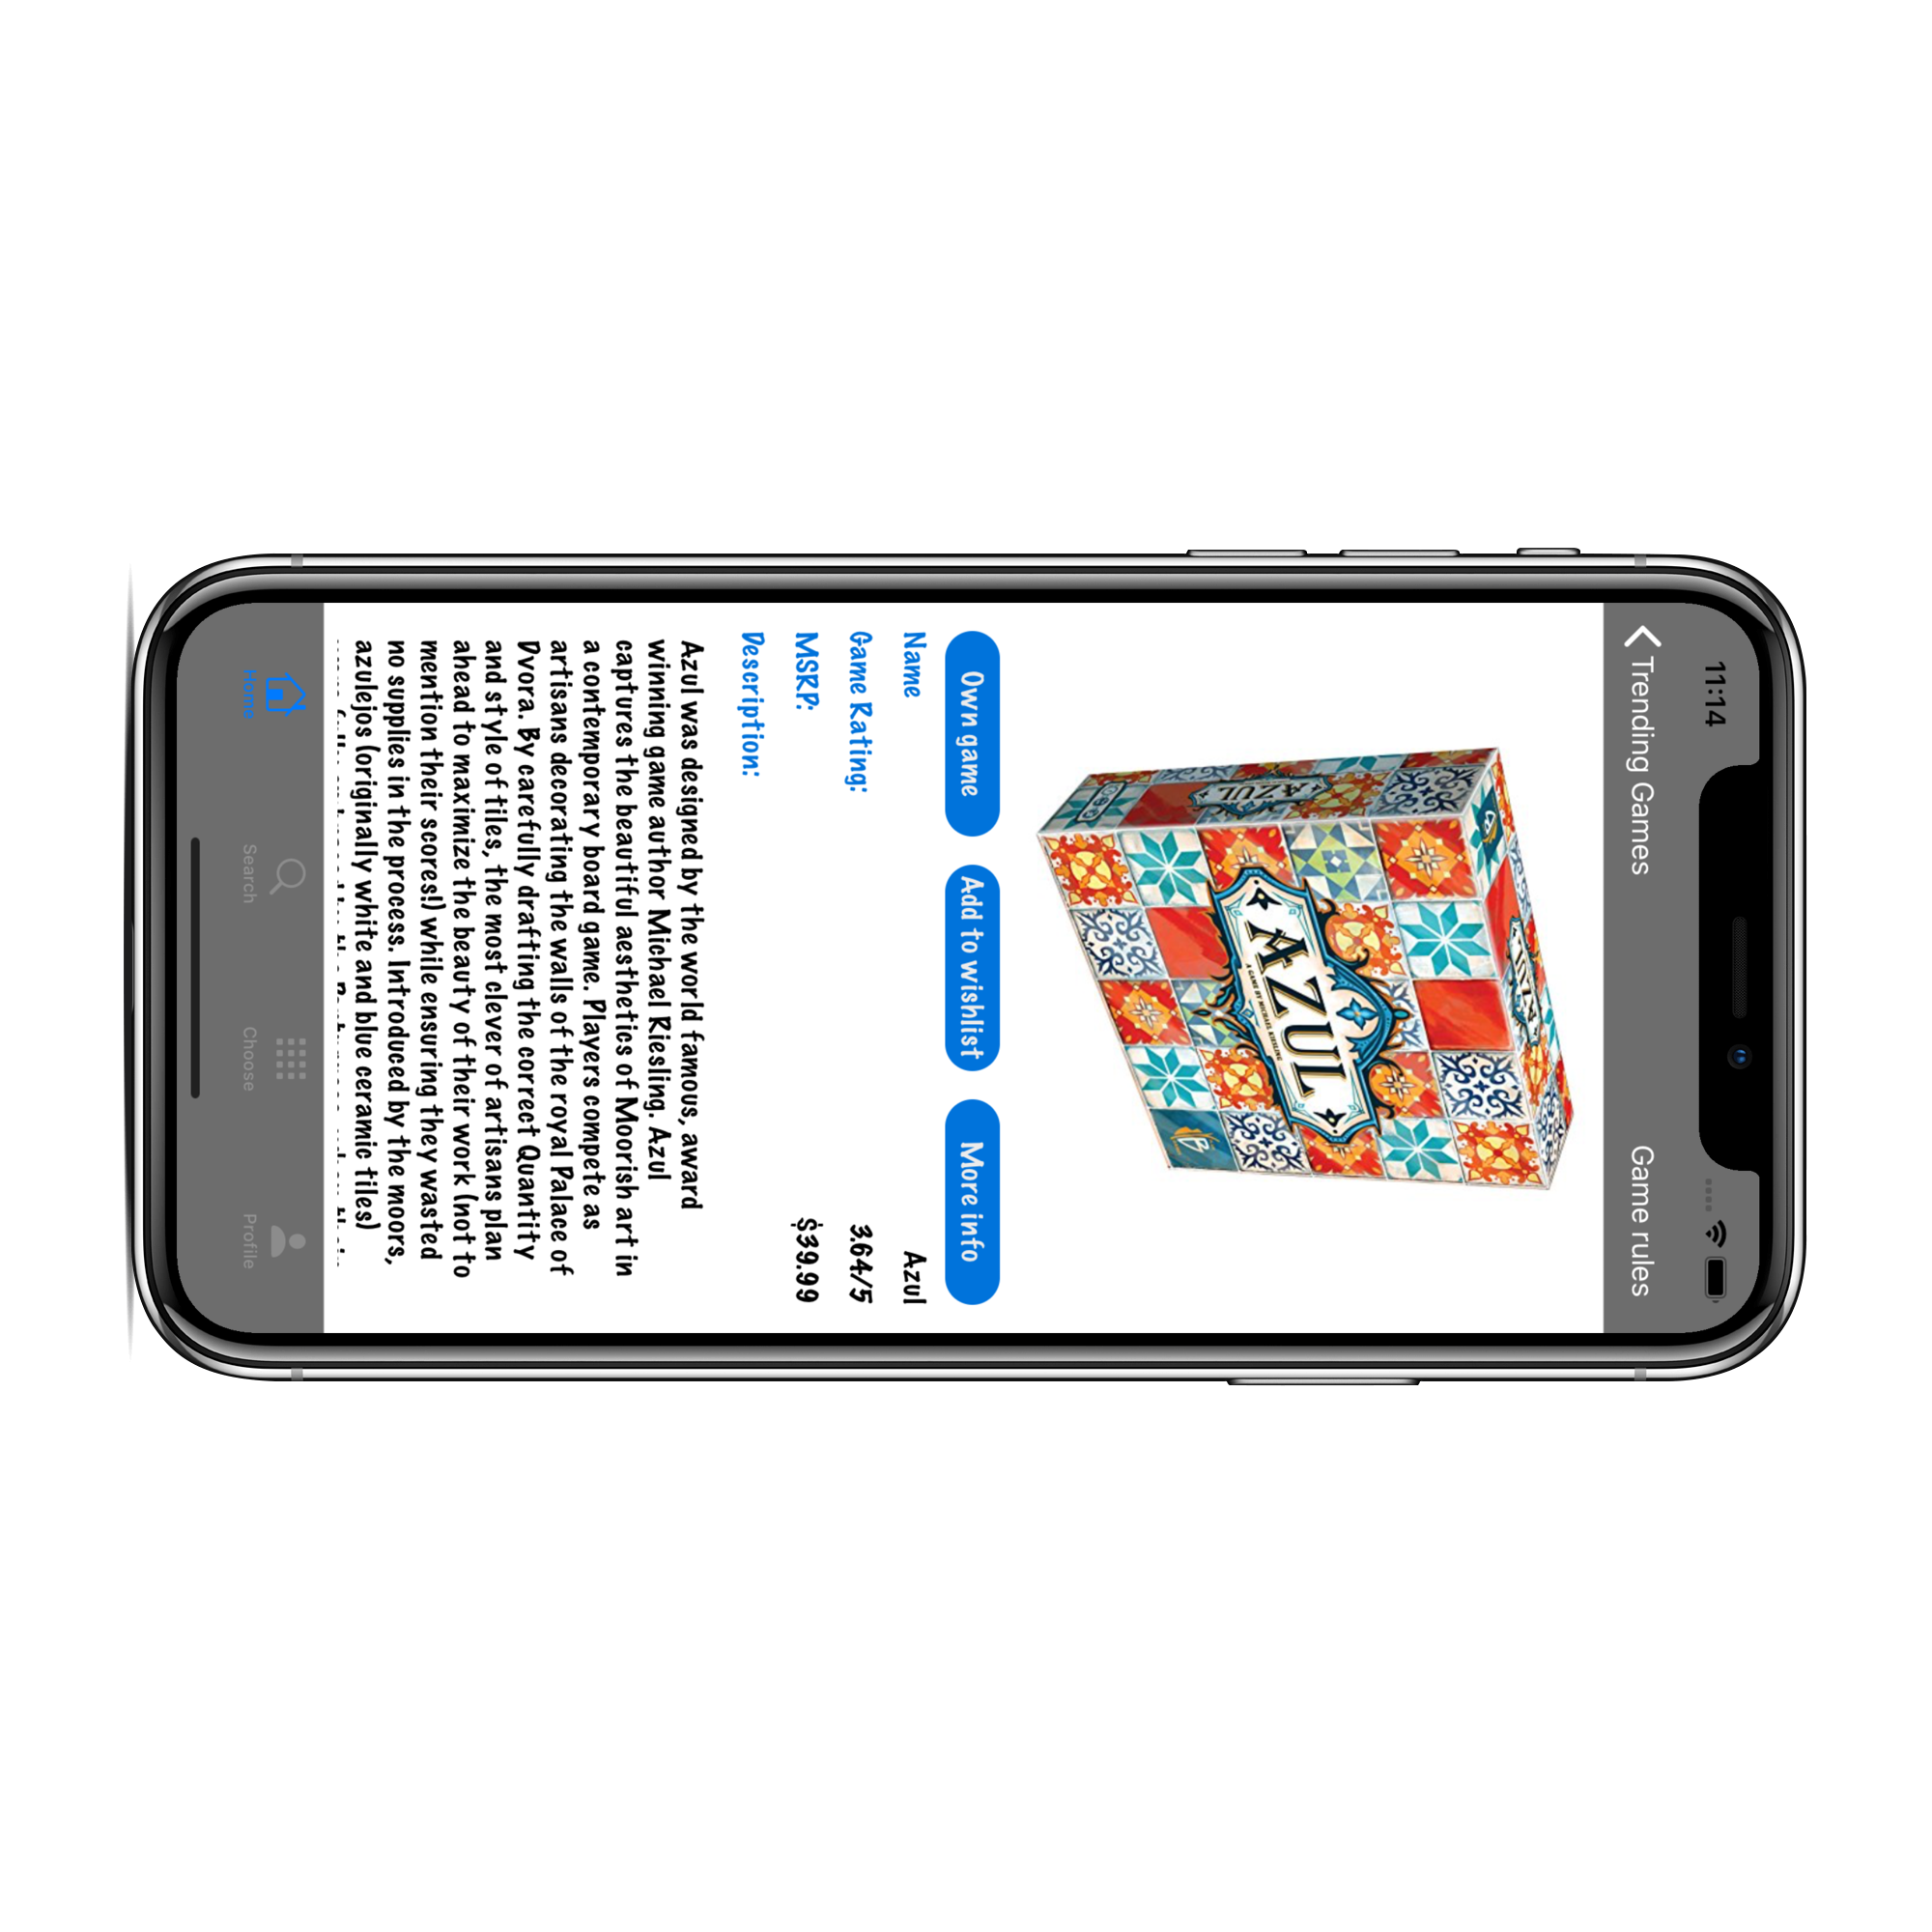 11:14
Trending Games
Game rules
AZUL
AZUL
A GAME BY MICHAEL KIESLING
AZUL
Own game
Add to wishlist
More info
Name
Azul
Game Rating:
3.64/5
MSRP:
$39.99
Description:
Azul was designed by the world famous, award
winning game author Michael Kiesling. Azul
captures the beautiful aesthetics of Moorish art in
a contemporary board game. Players compete as
artisans decorating the walls of the royal Palace of
Dvora. By carefully drafting the correct Quantity
and style of tiles, the most clever of artisans plan
ahead to maximize the beauty of their work (not to
mention their scores!) while ensuring they wasted
no supplies in the process. Introduced by the moors,
azulejos (originally white and blue ceramic tiles)
Home
Search
Choose
Profile